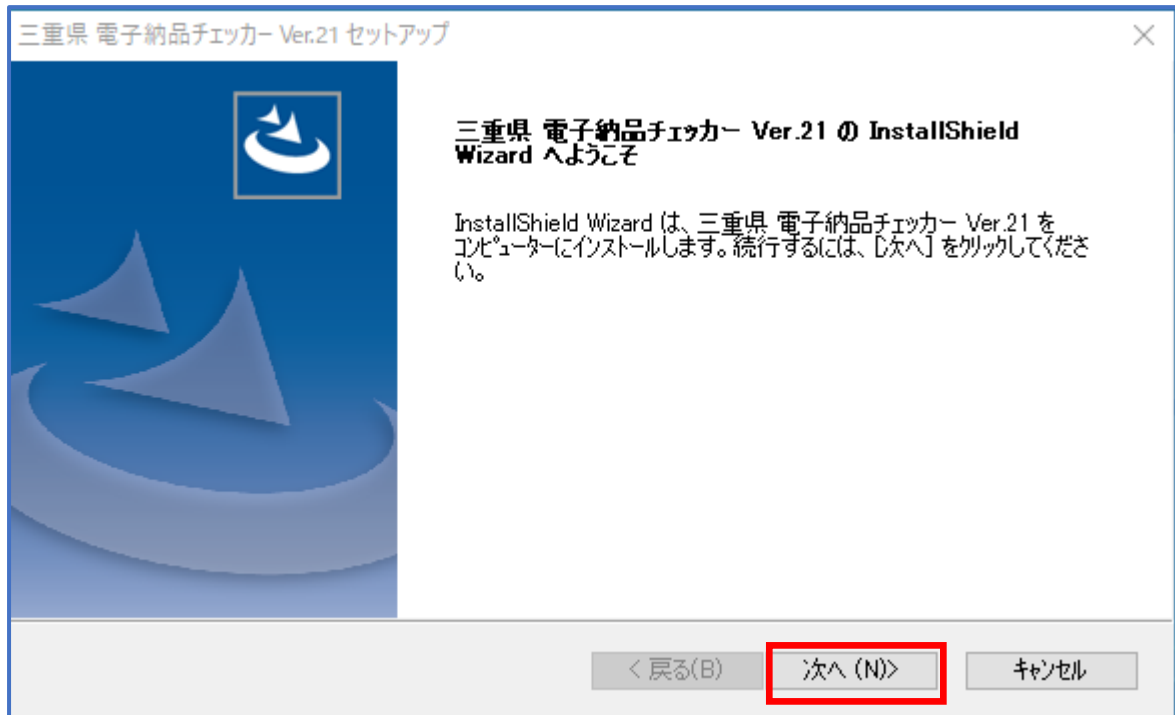 三重県 電子納品チェッカー Ver.21 セットアップ
三重県 電子納品チェッカー Ver.21 の InstallShield
Wizard へようこそ
InstallShield Wizard は、三重県 電子納品チェッカー Ver.21 を
コンピューターにインストールします。続行するには、[次へ] をクリックしてくださ
い。
< 戻る(B)
次へ (N)>
キャンセル